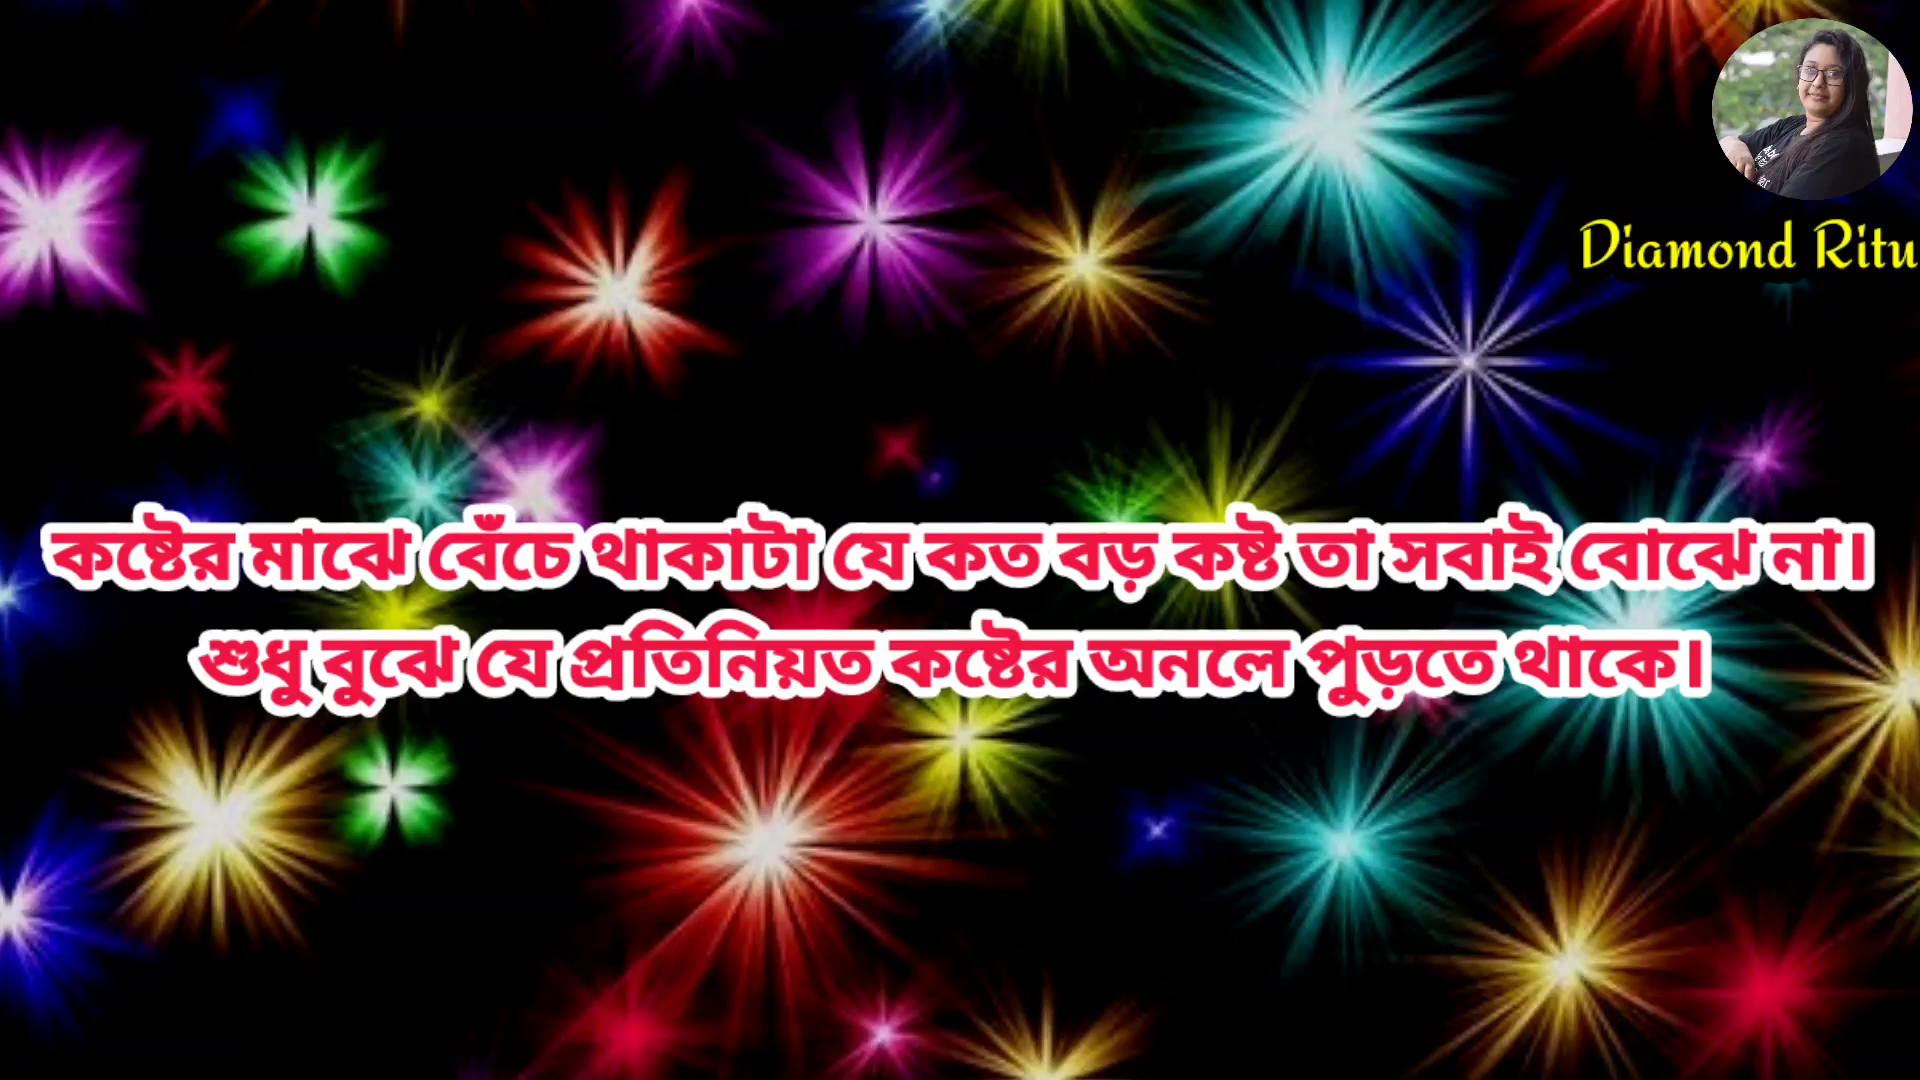 Diamond Ritu
কষ্টের মাঝে বেঁচে থাকাটা যে কত বড় কষ্ট তা সবাই বোঝে না।
শুধু বুঝে যে প্রতিনিয়ত কষ্টের অনলে পুড়তে থাকে।